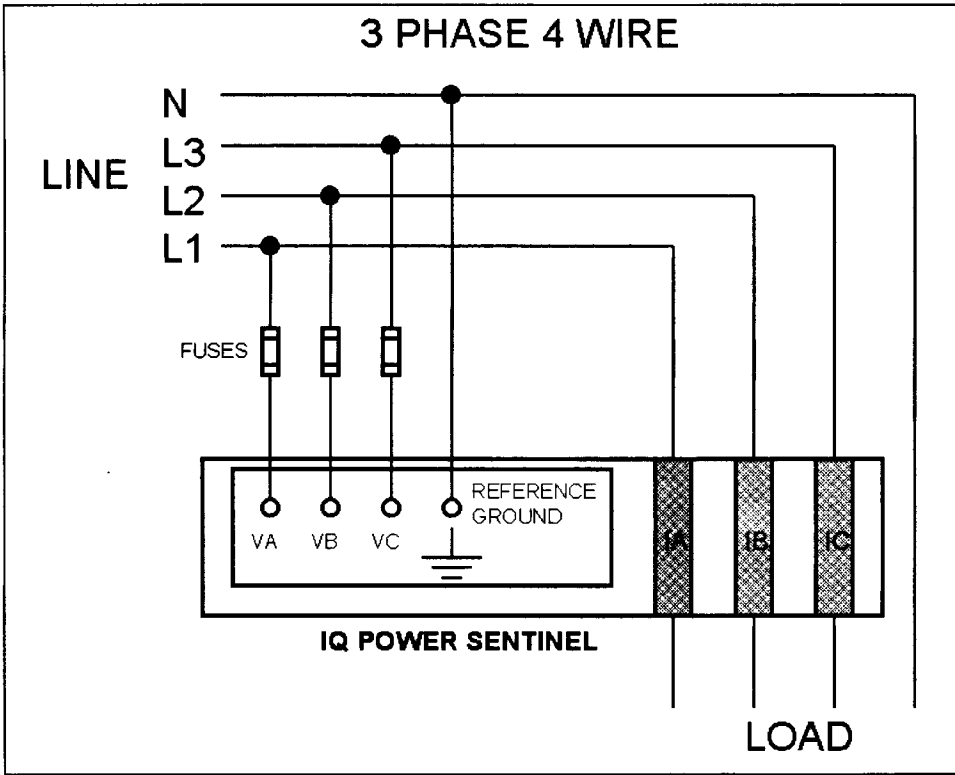 3 PHASE 4 WIRE
N
L3
LINE
L2
L1
FUSES
REFERENCE
GROUND
VA VB VC
IA IB IC
IQ POWER SENTINEL
LOAD